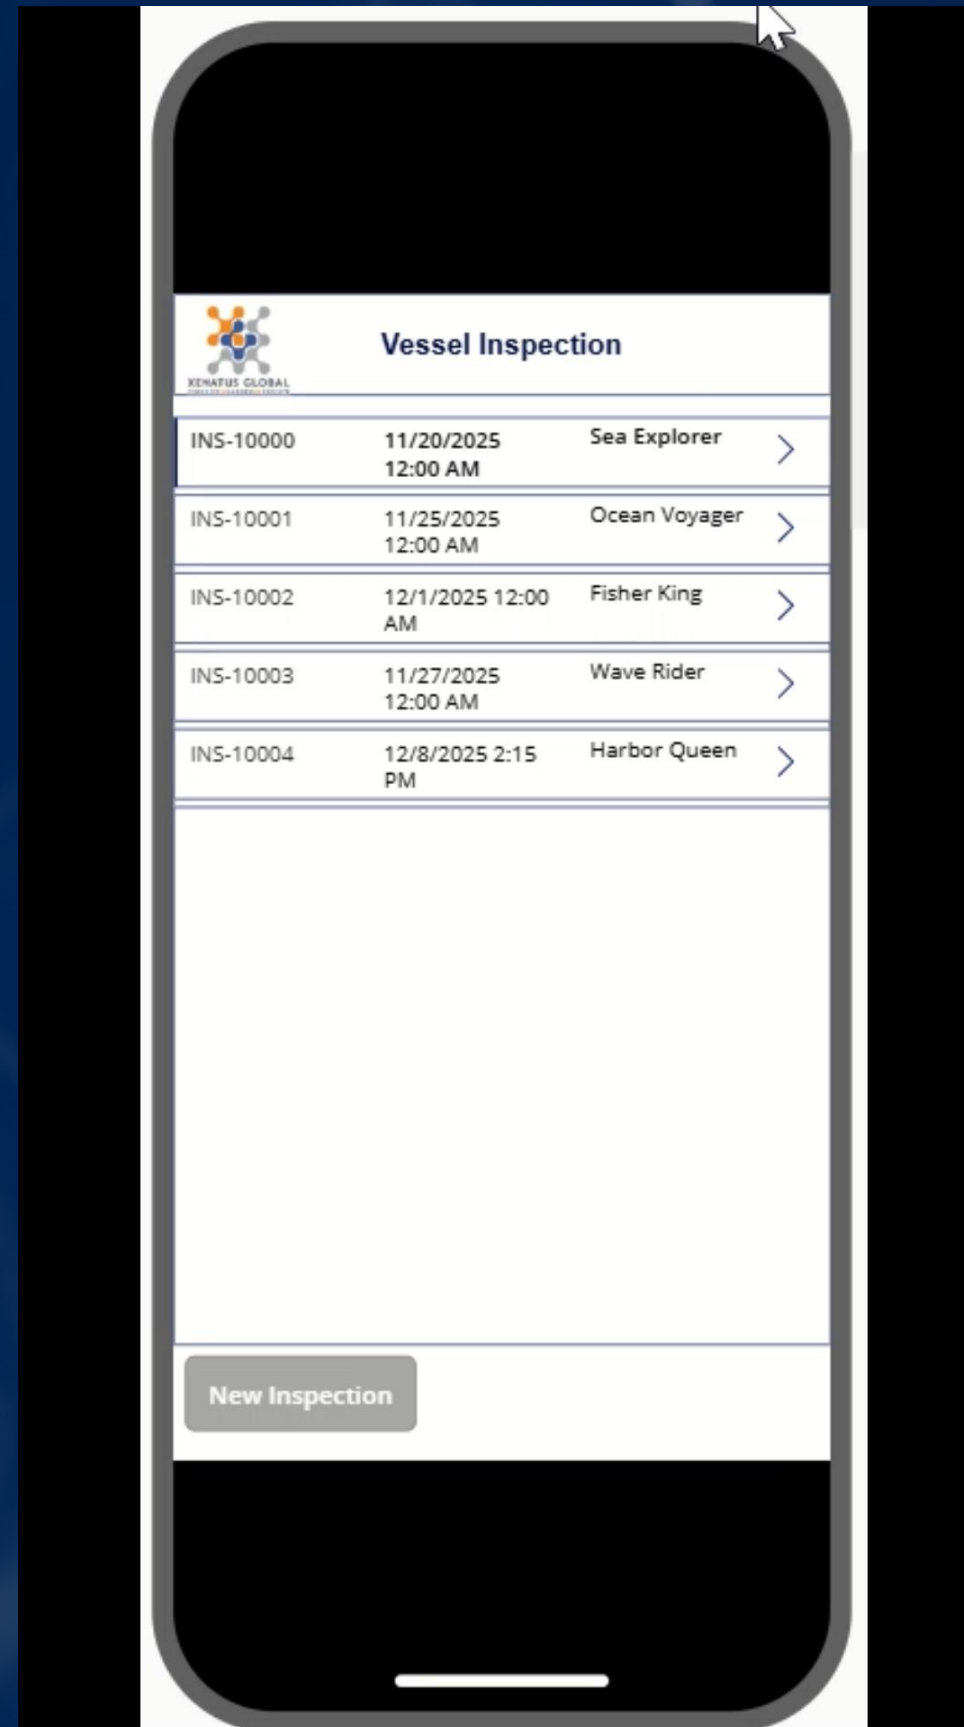 XENATUS GLOBAL
Vessel Inspection
INS-10000 11/20/2025 Sea Explorer
12:00 AM
INS-10001 11/25/2025 Ocean Voyager
12:00 AM
INS-10002 12/1/2025 12:00 Fisher King
AM
INS-10003 11/27/2025 Wave Rider
12:00 AM
INS-10004 12/8/2025 2:15 Harbor Queen
PM
New Inspection